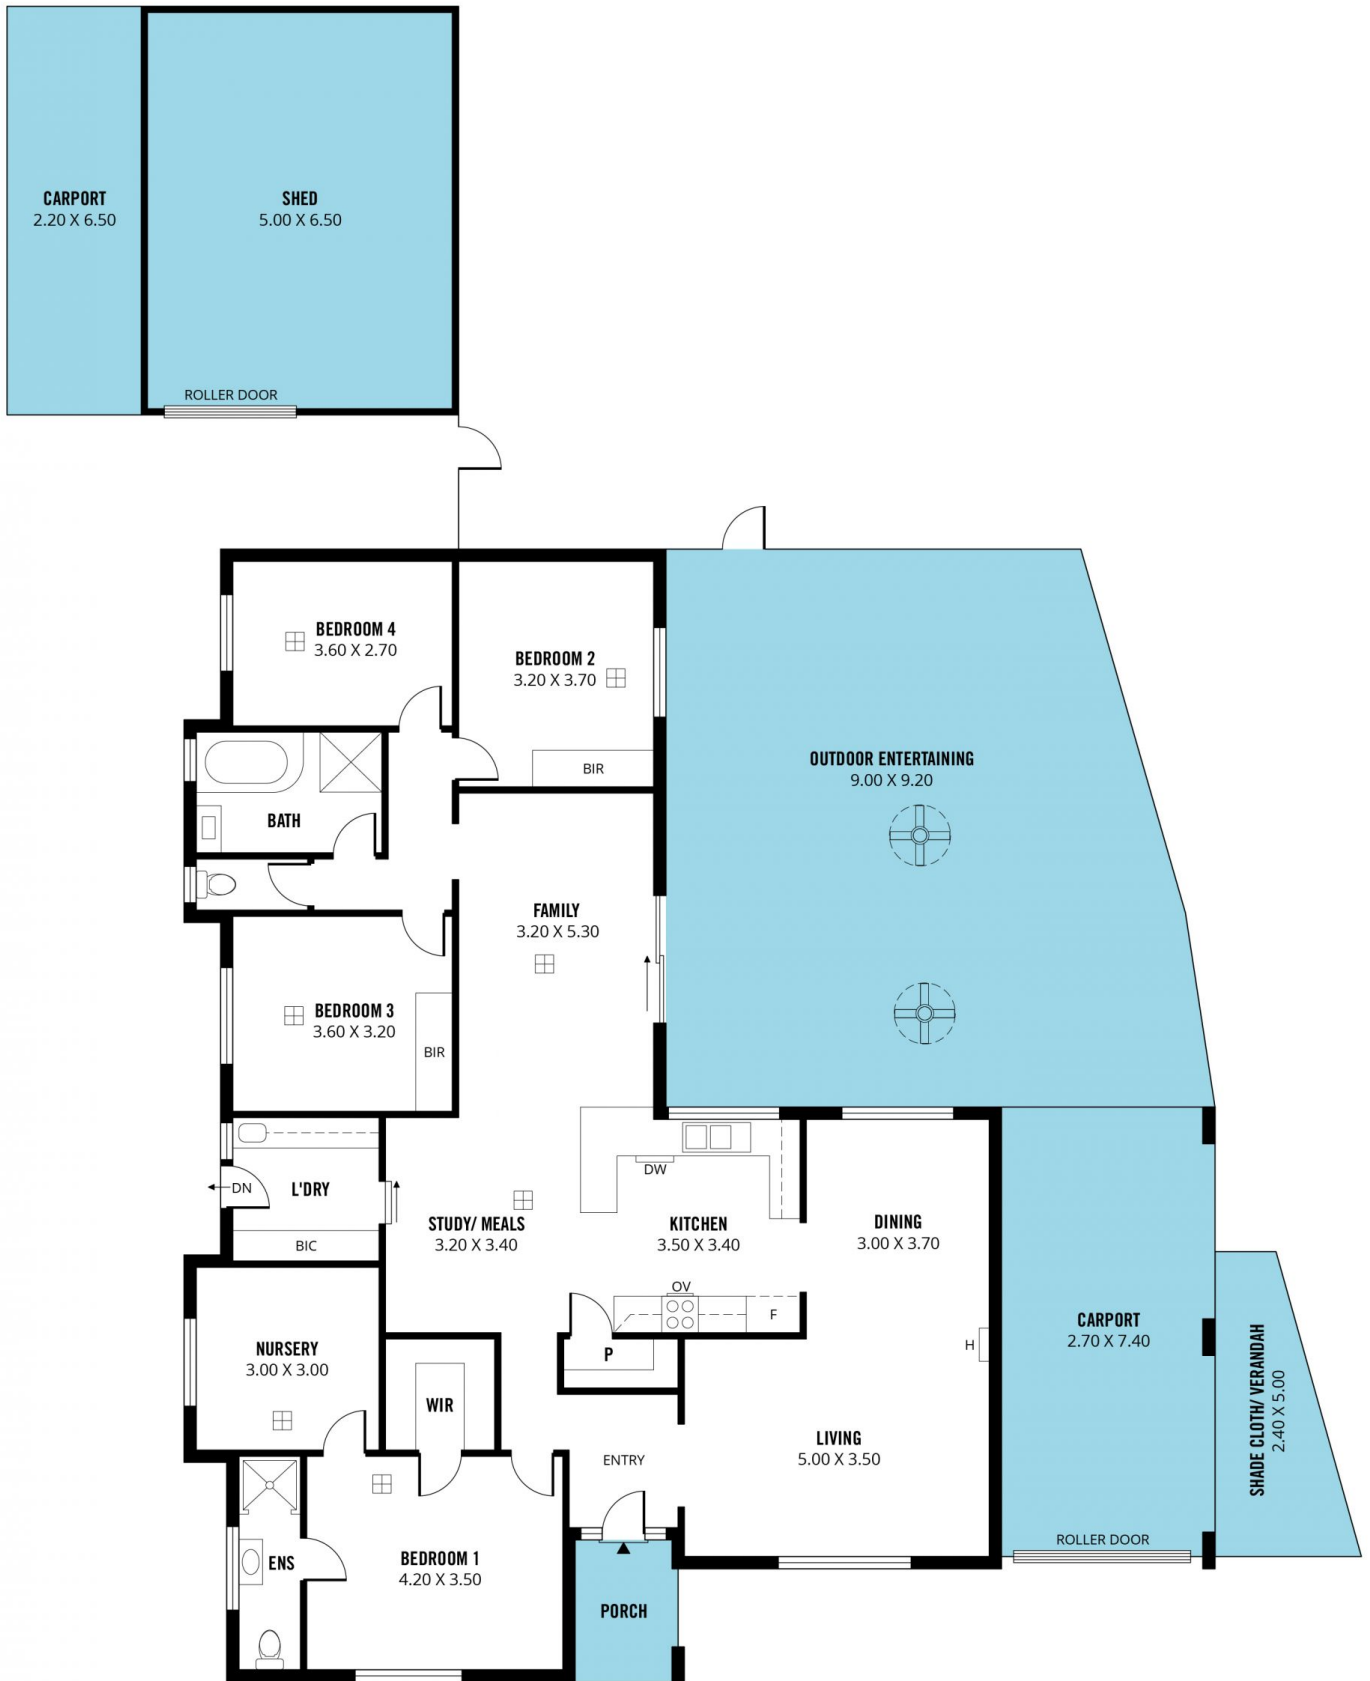 CARPORT
2.20 X 6.50
SHED
5.00 X 6.50
ROLLER DOOR
BEDROOM 4
3.60 X 2.70
BEDROOM 2
3.20 X 3.70
BIR
OUTDOOR ENTERTAINING
9.00 X 9.20
BATH
FAMILY
3.20 X 5.30
BEDROOM 3
3.60 X 3.20
BIR
DN
L'DRY
BIC
DW
STUDY/ MEALS
3.20 X 3.40
KITCHEN
3.50 X 3.40
DINING
3.00 X 3.70
OV
F
H
CARPORT
2.70 X 7.40
SHADE CLOTH/ VERANDAH
2.40 X 5.00
NURSERY
3.00 X 3.00
P
WIR
LIVING
5.00 X 3.50
ENTRY
ROLLER DOOR
ENS
BEDROOM 1
4.20 X 3.50
PORCH